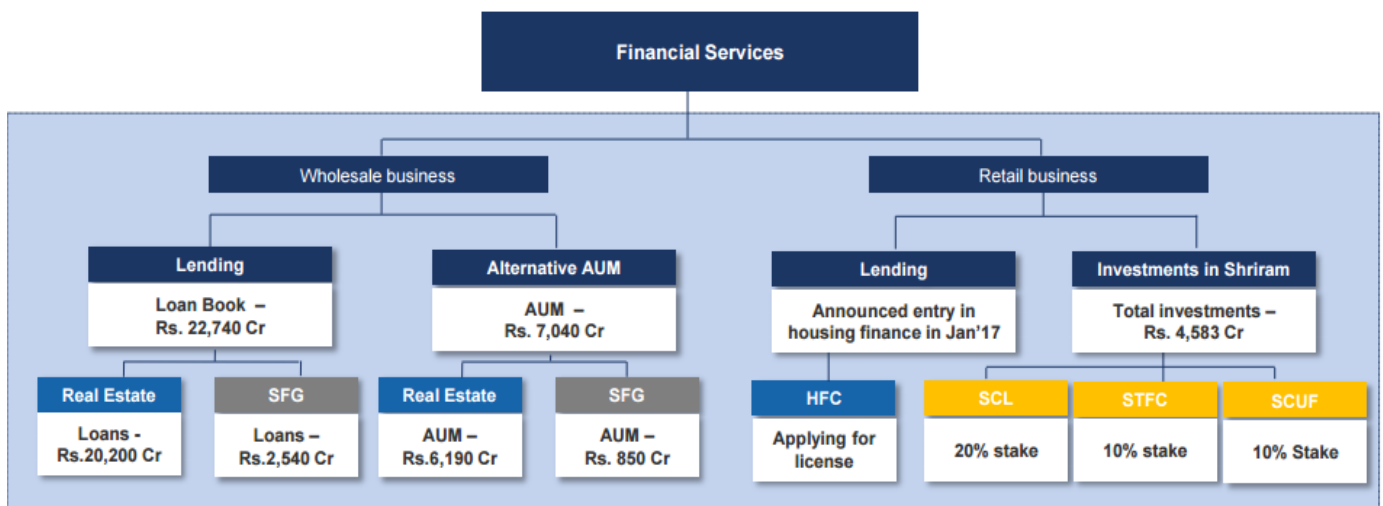 Financial Services
Wholesale business
Retail business
Lending
Loan Book –
Rs. 22,740 Cr
Alternative AUM
AUM –
Rs. 7,040 Cr
Lending
Announced entry in
housing finance in Jan'17
Investments in Shriram
Total investments –
Rs. 4,583 Cr
Real Estate
Loans -
Rs.20,200 Cr
SFG
Loans –
Rs.2,540 Cr
Real Estate
AUM –
Rs.6,190 Cr
SFG
AUM –
Rs. 850 Cr
HFC
Applying for
license
SCL
20% stake
STFC
10% stake
SCUF
10% Stake